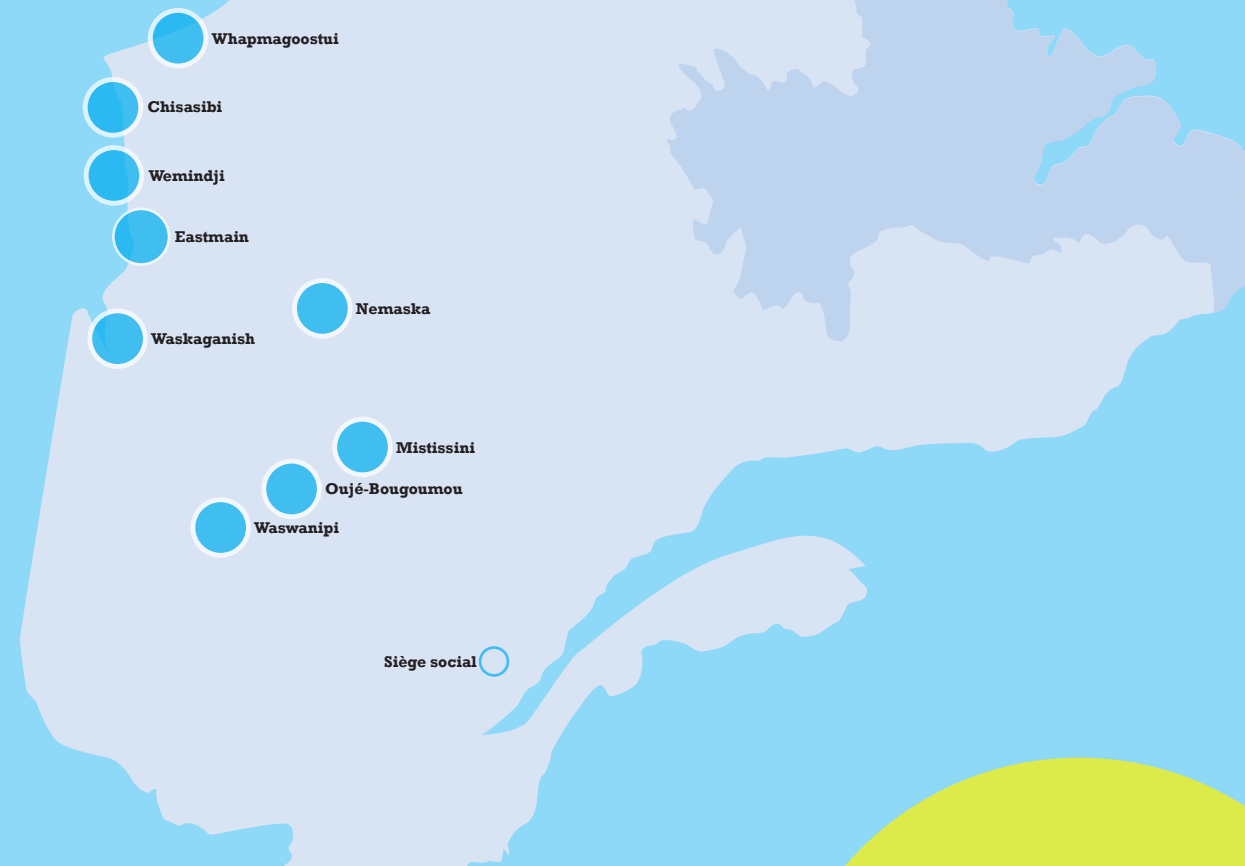 Whapmagoostui
Chisasibi
Wemindji
Eastmain
Nemaska
Waskaganish
Mistissini
Oujé-Bougoumou
Waswanipi
Siège social